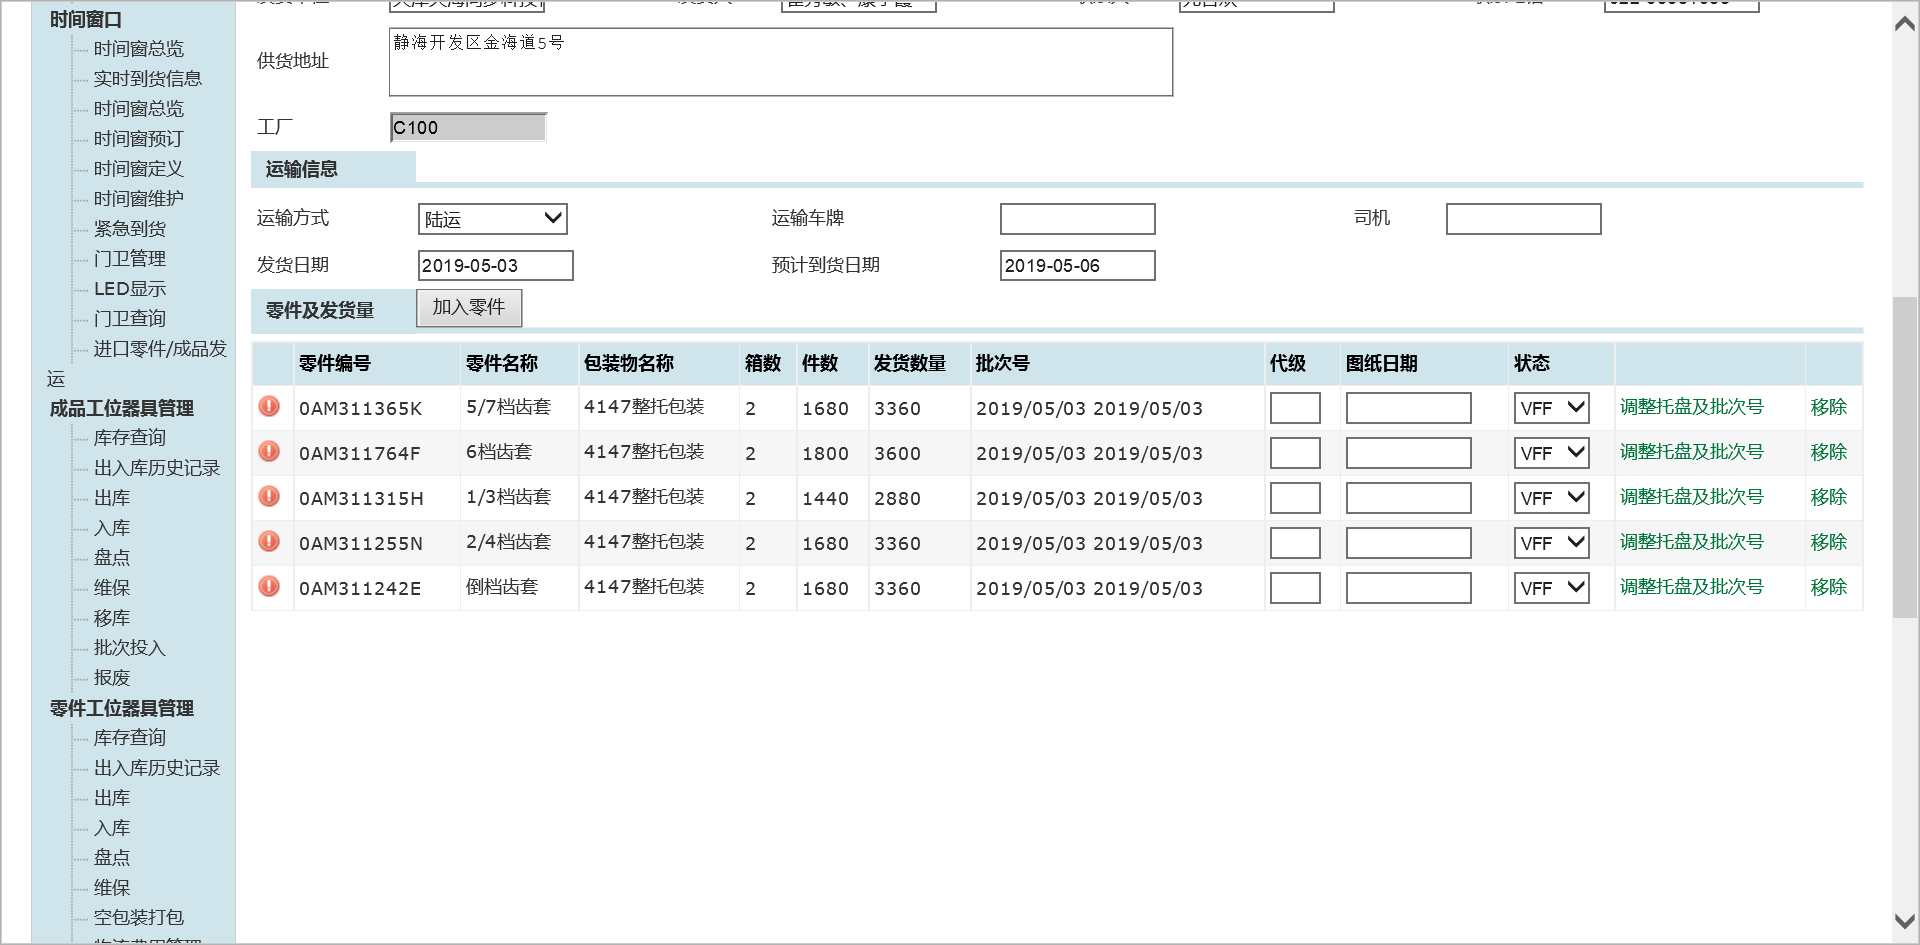 时间窗口
时间窗总览
实时到货信息
时间窗总览
时间窗预订
时间窗定义
时间窗维护
紧急到货
门卫管理
LED显示
门卫查询
进口零件/成品发
运
成品工位器具管理
库存查询
出入库历史记录
出库
入库
盘点
维保
移库
批次投入
报废
零件工位器具管理
库存查询
出入库历史记录
出库
入库
盘点
维保
空包装打包
供货地址 静海开发区金海道5号
工厂 C100
运输信息
运输方式 陆运 运输车牌 司机
发货日期 2019-05-03 预计到货日期 2019-05-06
零件及发货量 加入零件
零件编号 零件名称 包装物名称 箱数 件数 发货数量 批次号 代级 图纸日期 状态
0AM311365K 5/7档齿套 4147整托包装 2 1680 3360 2019/05/03 2019/05/03 VFF 调整托盘及批次号 移除
0AM311764F 6档齿套 4147整托包装 2 1800 3600 2019/05/03 2019/05/03 VFF 调整托盘及批次号 移除
0AM311315H 1/3档齿套 4147整托包装 2 1440 2880 2019/05/03 2019/05/03 VFF 调整托盘及批次号 移除
0AM311255N 2/4档齿套 4147整托包装 2 1680 3360 2019/05/03 2019/05/03 VFF 调整托盘及批次号 移除
0AM311242E 倒档齿套 4147整托包装 2 1680 3360 2019/05/03 2019/05/03 VFF 调整托盘及批次号 移除